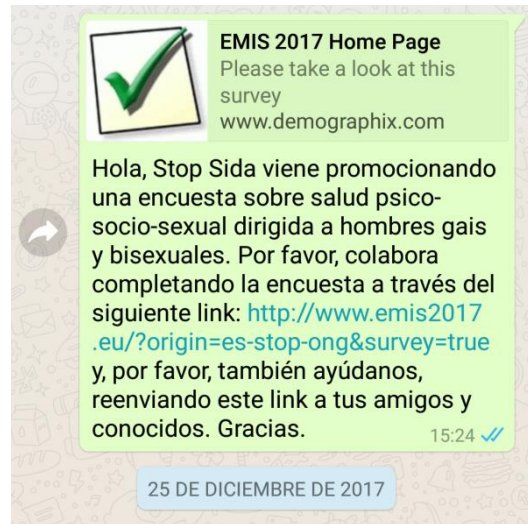 EMIS 2017 Home Page
Please take a look at this
survey
www.demographix.com
Hola, Stop Sida viene promocionando
una encuesta sobre salud psico-
socio-sexual dirigida a hombres gais
y bisexuales. Por favor, colabora
completando la encuesta a través del
siguiente link: http://www.emis2017
.eu/?origin=es-stop-ong&survey=true
y, por favor, también ayúdanos,
reenviando este link a tus amigos y
conocidos. Gracias.
15:24
25 DE DICIEMBRE DE 2017